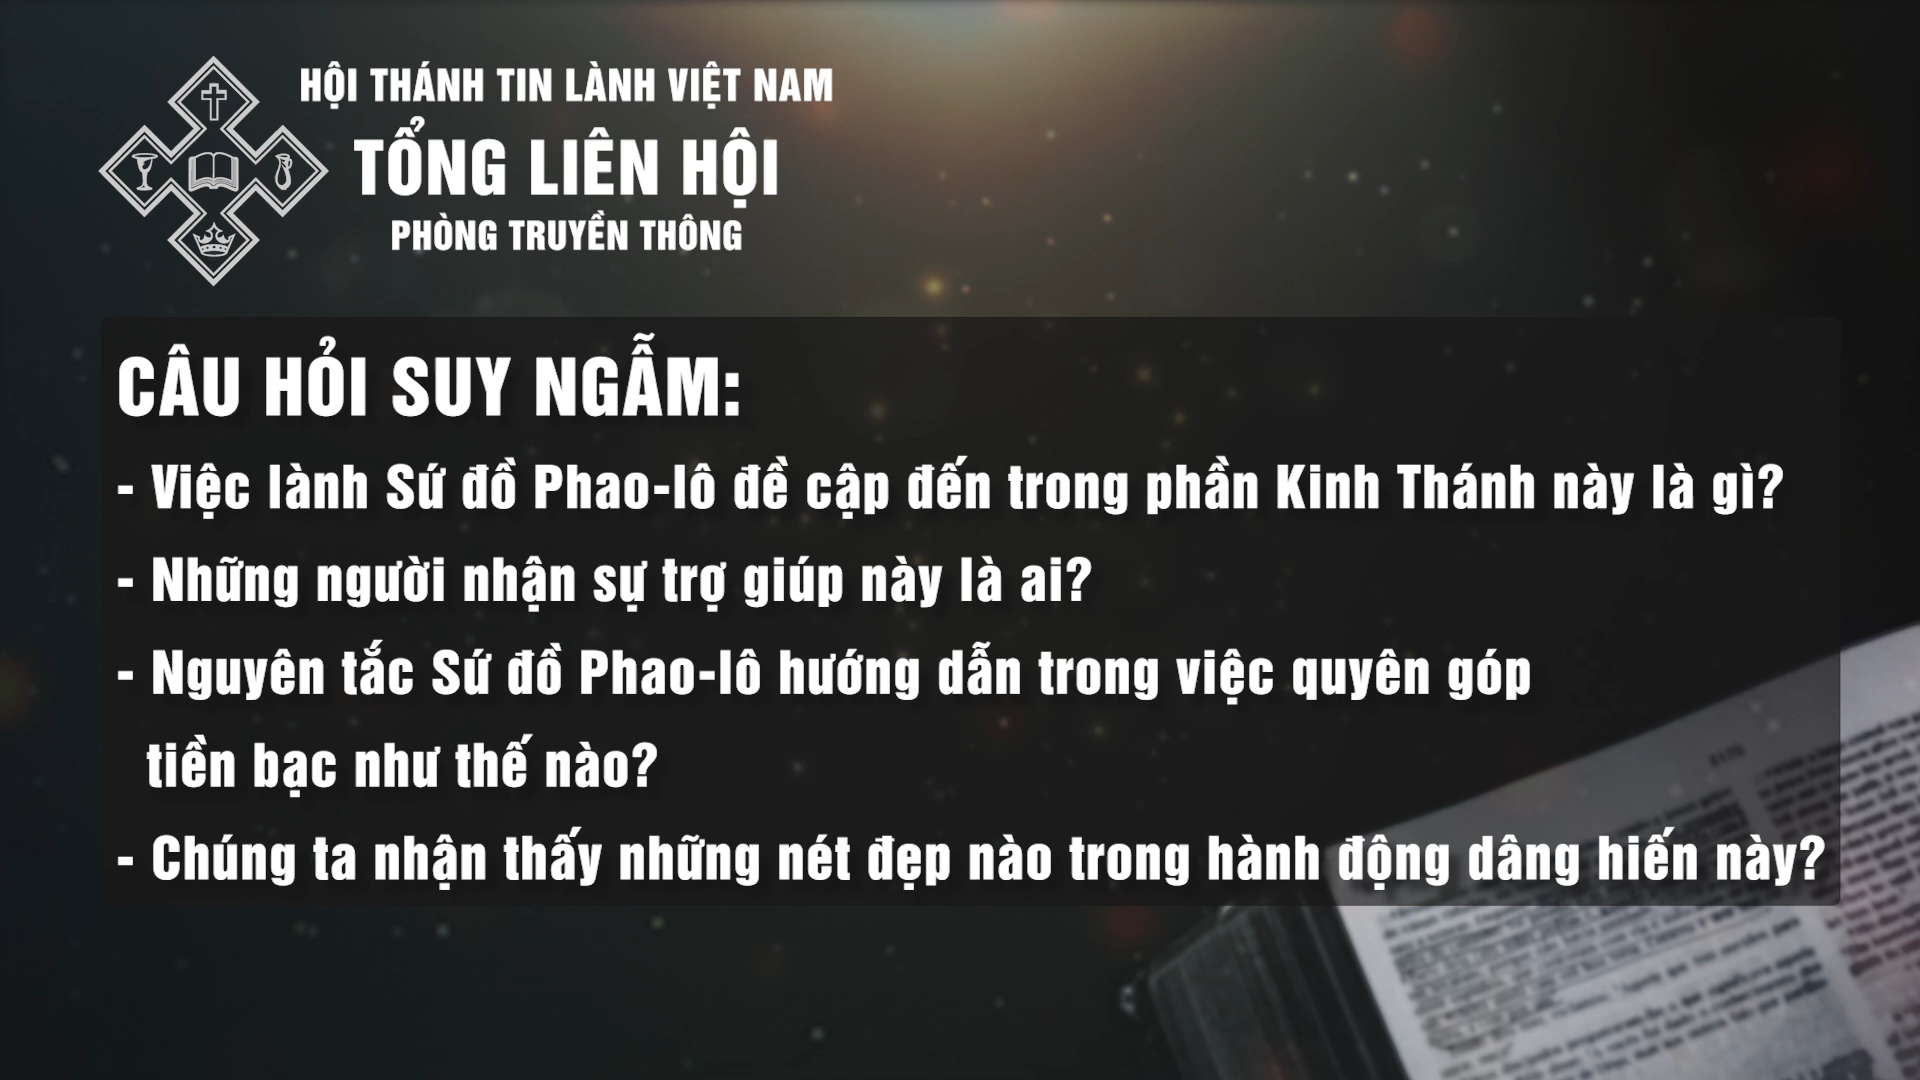 HỘI THÁNH TIN LÀNH VIỆT NAM
TỔNG LIÊN HỘI
PHÒNG TRUYỀN THÔNG
CÂU HỎI SUY NGẪM:
- Việc lành Sứ đồ Phao-lô đề cập đến trong phần Kinh Thánh này là gì?
- Những người nhận sự trợ giúp này là ai?
- Nguyên tắc Sứ đồ Phao-lô hướng dẫn trong việc quyên góp
tiền bạc như thế nào?
- Chúng ta nhận thấy những nét đẹp nào trong hành động dâng hiến này?